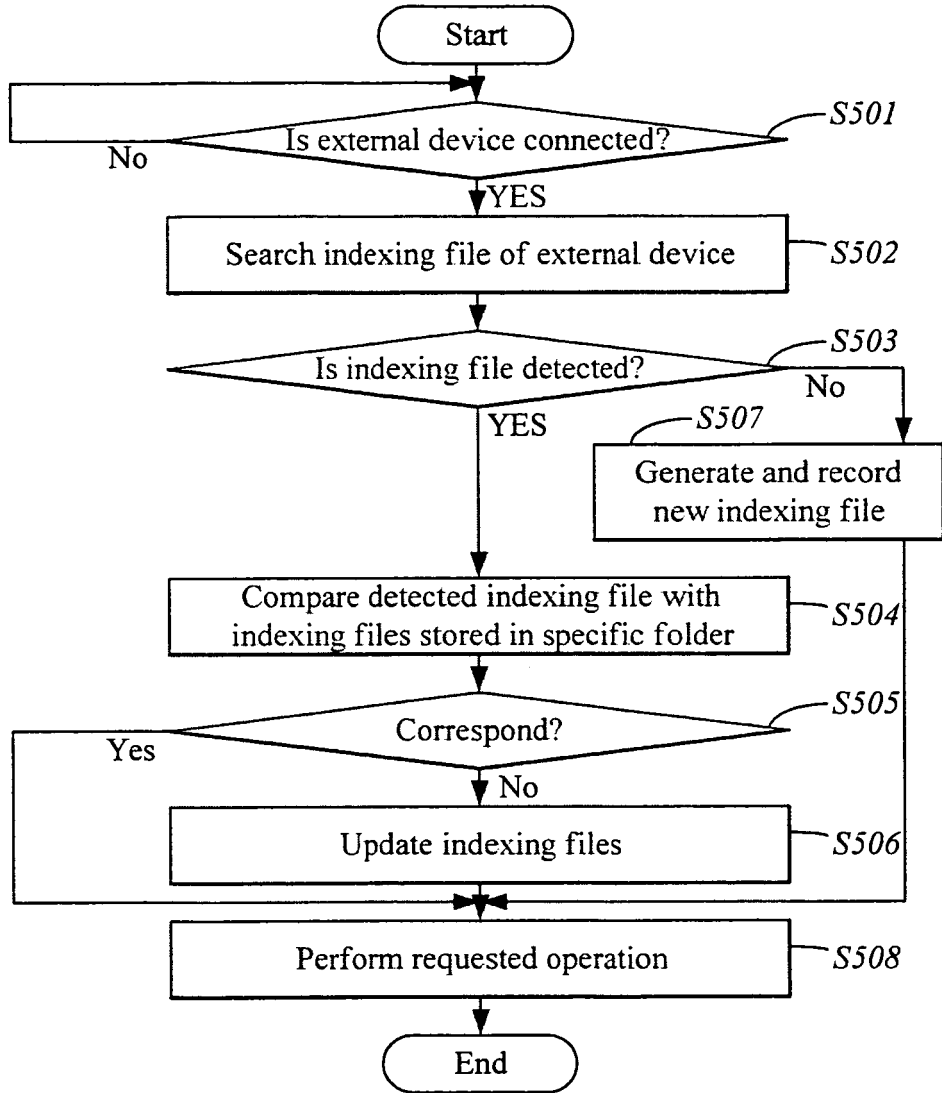 Start
Is external device connected?
S501
No
YES
Search indexing file of external device
S502
Is indexing file detected?
S503
No
YES
S507
Generate and record
new indexing file
Compare detected indexing file with
indexing files stored in specific folder
S504
Correspond?
S505
Yes
No
Update indexing files
S506
Perform requested operation
S508
End